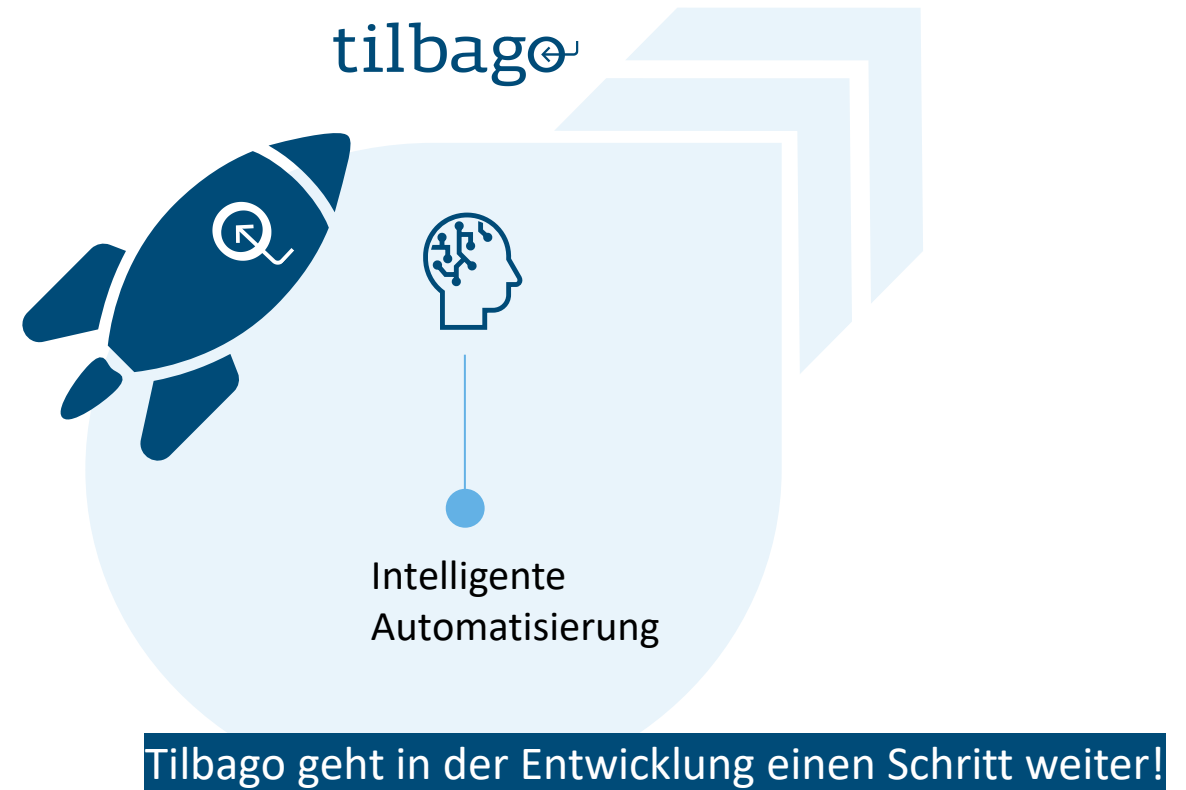 tilbago
Intelligente
Automatisierung
Tilbago geht in der Entwicklung einen Schritt weiter!